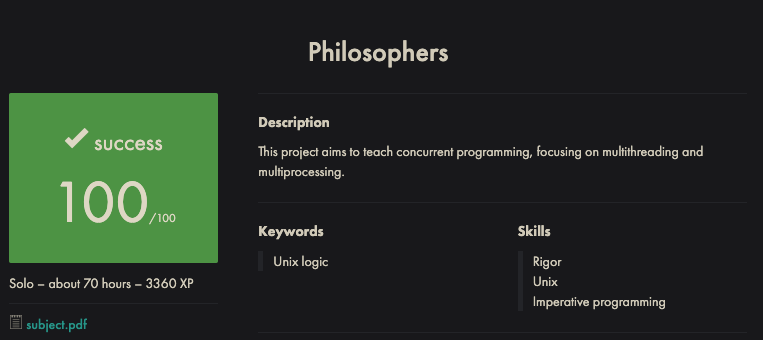 Philosophers
success
100/100
Solo – about 70 hours – 3360 XP
subject.pdf
Description
This project aims to teach concurrent programming, focusing on multithreading and
multiprocessing.
Keywords
Unix logic
Skills
Rigor
Unix
Imperative programming